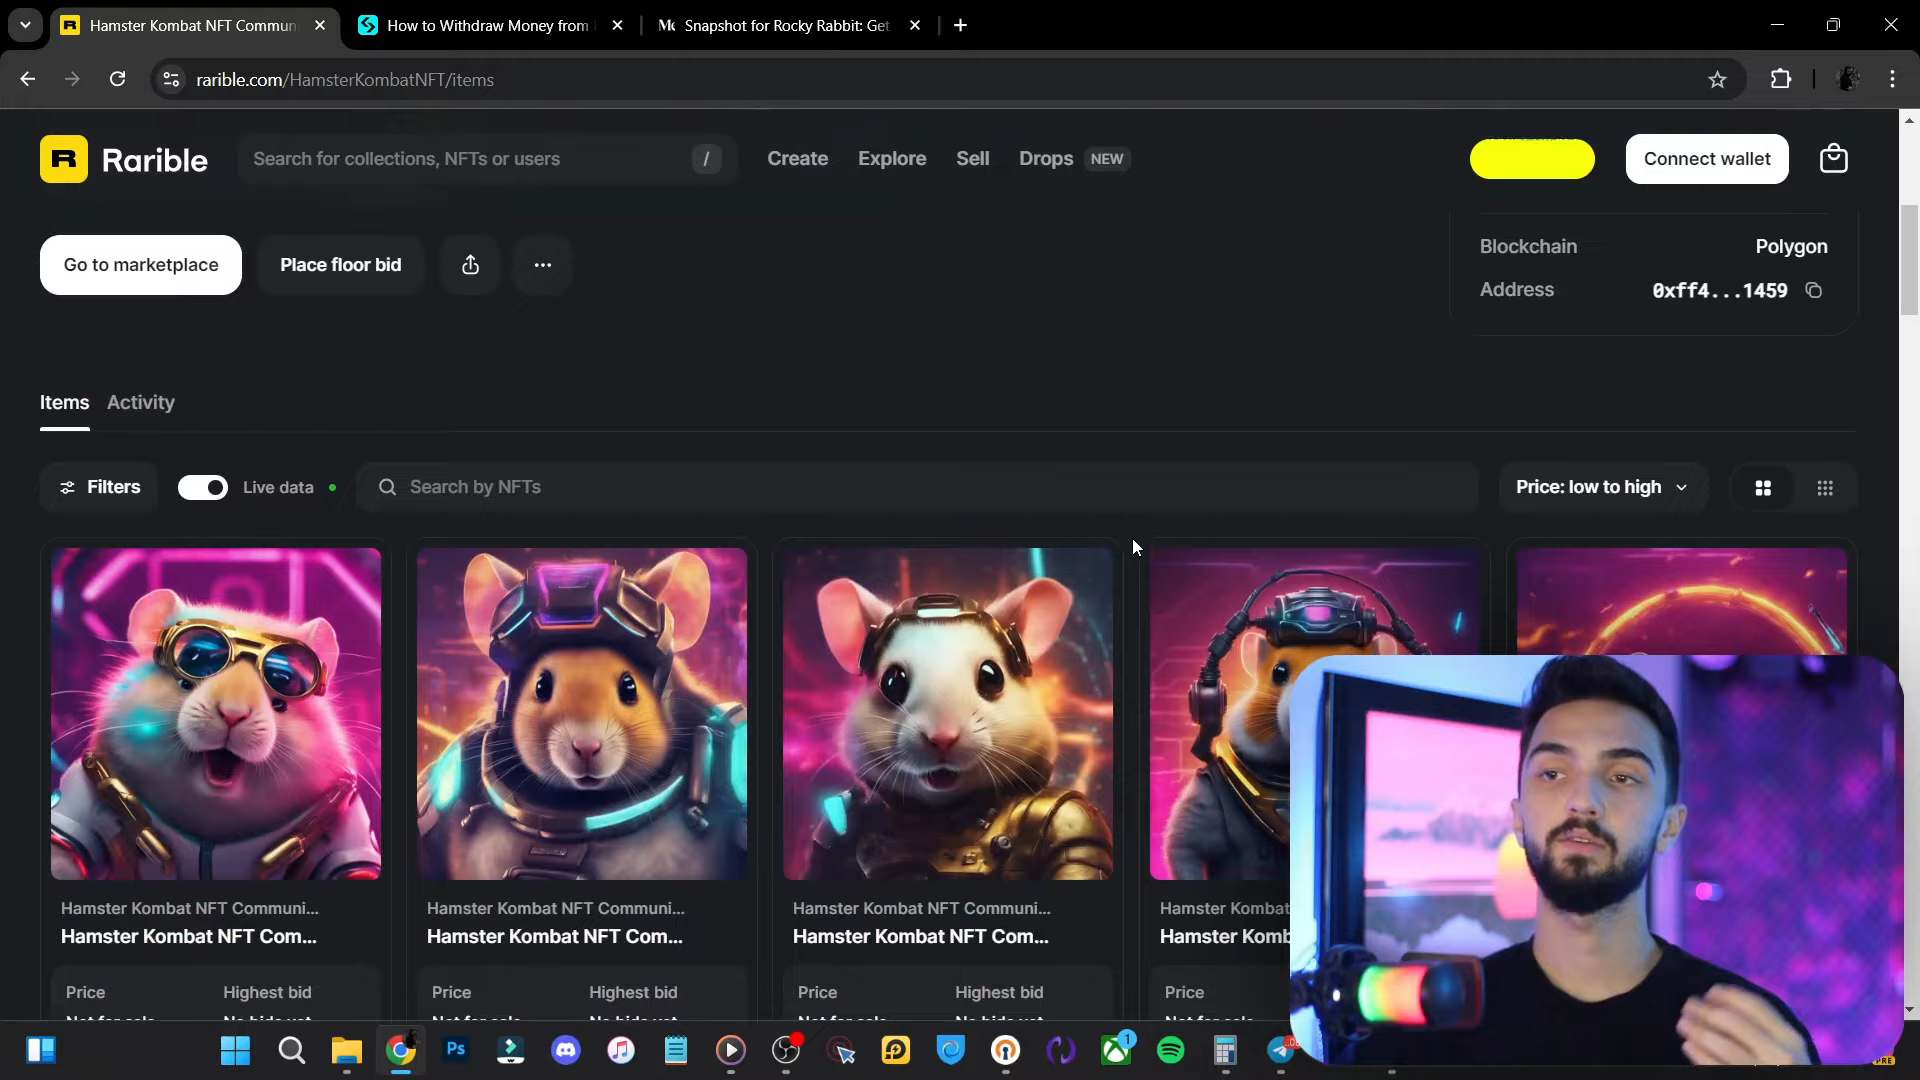 Hamster Kombat NFT Commun
How to Withdraw Money from
Snapshot for Rocky Rabbit: Get
rarible.com/HamsterKombatNFT/items
R Rarible
Search for collections, NFTs or users /
Create Explore Sell Drops NEW
Connect wallet
Go to marketplace
Place floor bid
Blockchain Polygon
Address 0xff4...1459
Items Activity
Filters
Live data
Search by NFTs
Price: low to high
Hamster Kombat NFT Communi...
Hamster Kombat NFT Com...
Price Highest bid
Hamster Kombat NFT Communi...
Hamster Kombat NFT Com...
Price Highest bid
Hamster Kombat NFT Communi...
Hamster Kombat NFT Com...
Price Highest bid
Hamster Kombat
Hamster Komb
Price
Ps
1
PRE